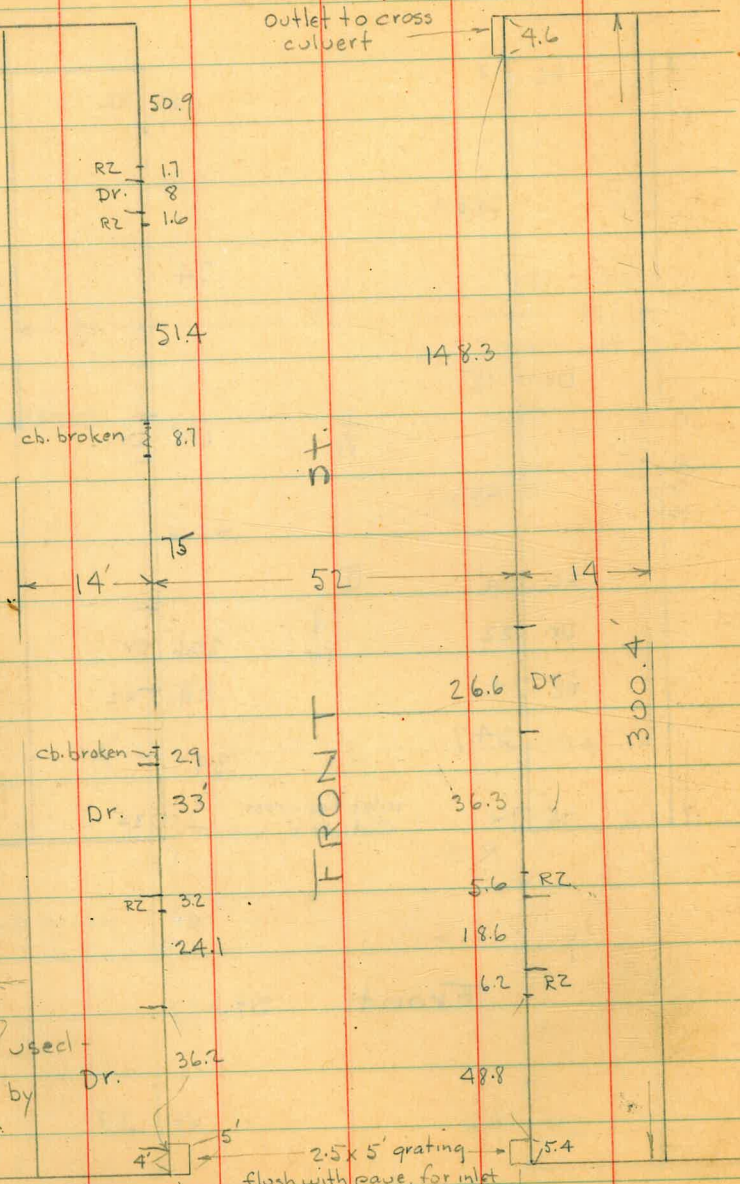 Outlet to cross
culvert
4.6
50.9
RZ 1.7
Dr. 8
RZ 1.6
51.4
148.3
cb. broken 8.7
75
14' 52 14
FRONT ST.
26.6 Dr
300.4'
cb. broken 2.9
Dr. 33'
36.3
RZ 3.2
5.6 RZ
24.1
18.6
6.2 RZ
used
36.2
Dr.
by
48.8
5'
4'
2.5 x 5' grating
5.4
flush with pave. for inlet